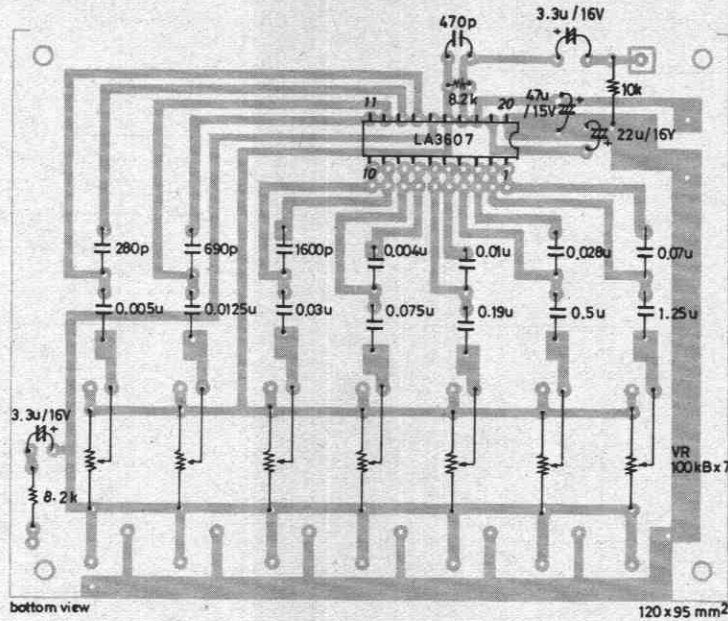 3.3u/16V
470p
10k
8.2k
47u
/15V
22u/16V
11
20
LA3607
10
1
280p
690p
1600p
0.004u
0.01u
0.028u
0.07u
0.005u
0.0125u
0.03u
0.075u
0.19u
0.5u
1.25u
3.3u/16V
8.2k
VR
100kBx7
bottom view
120x95 mm²